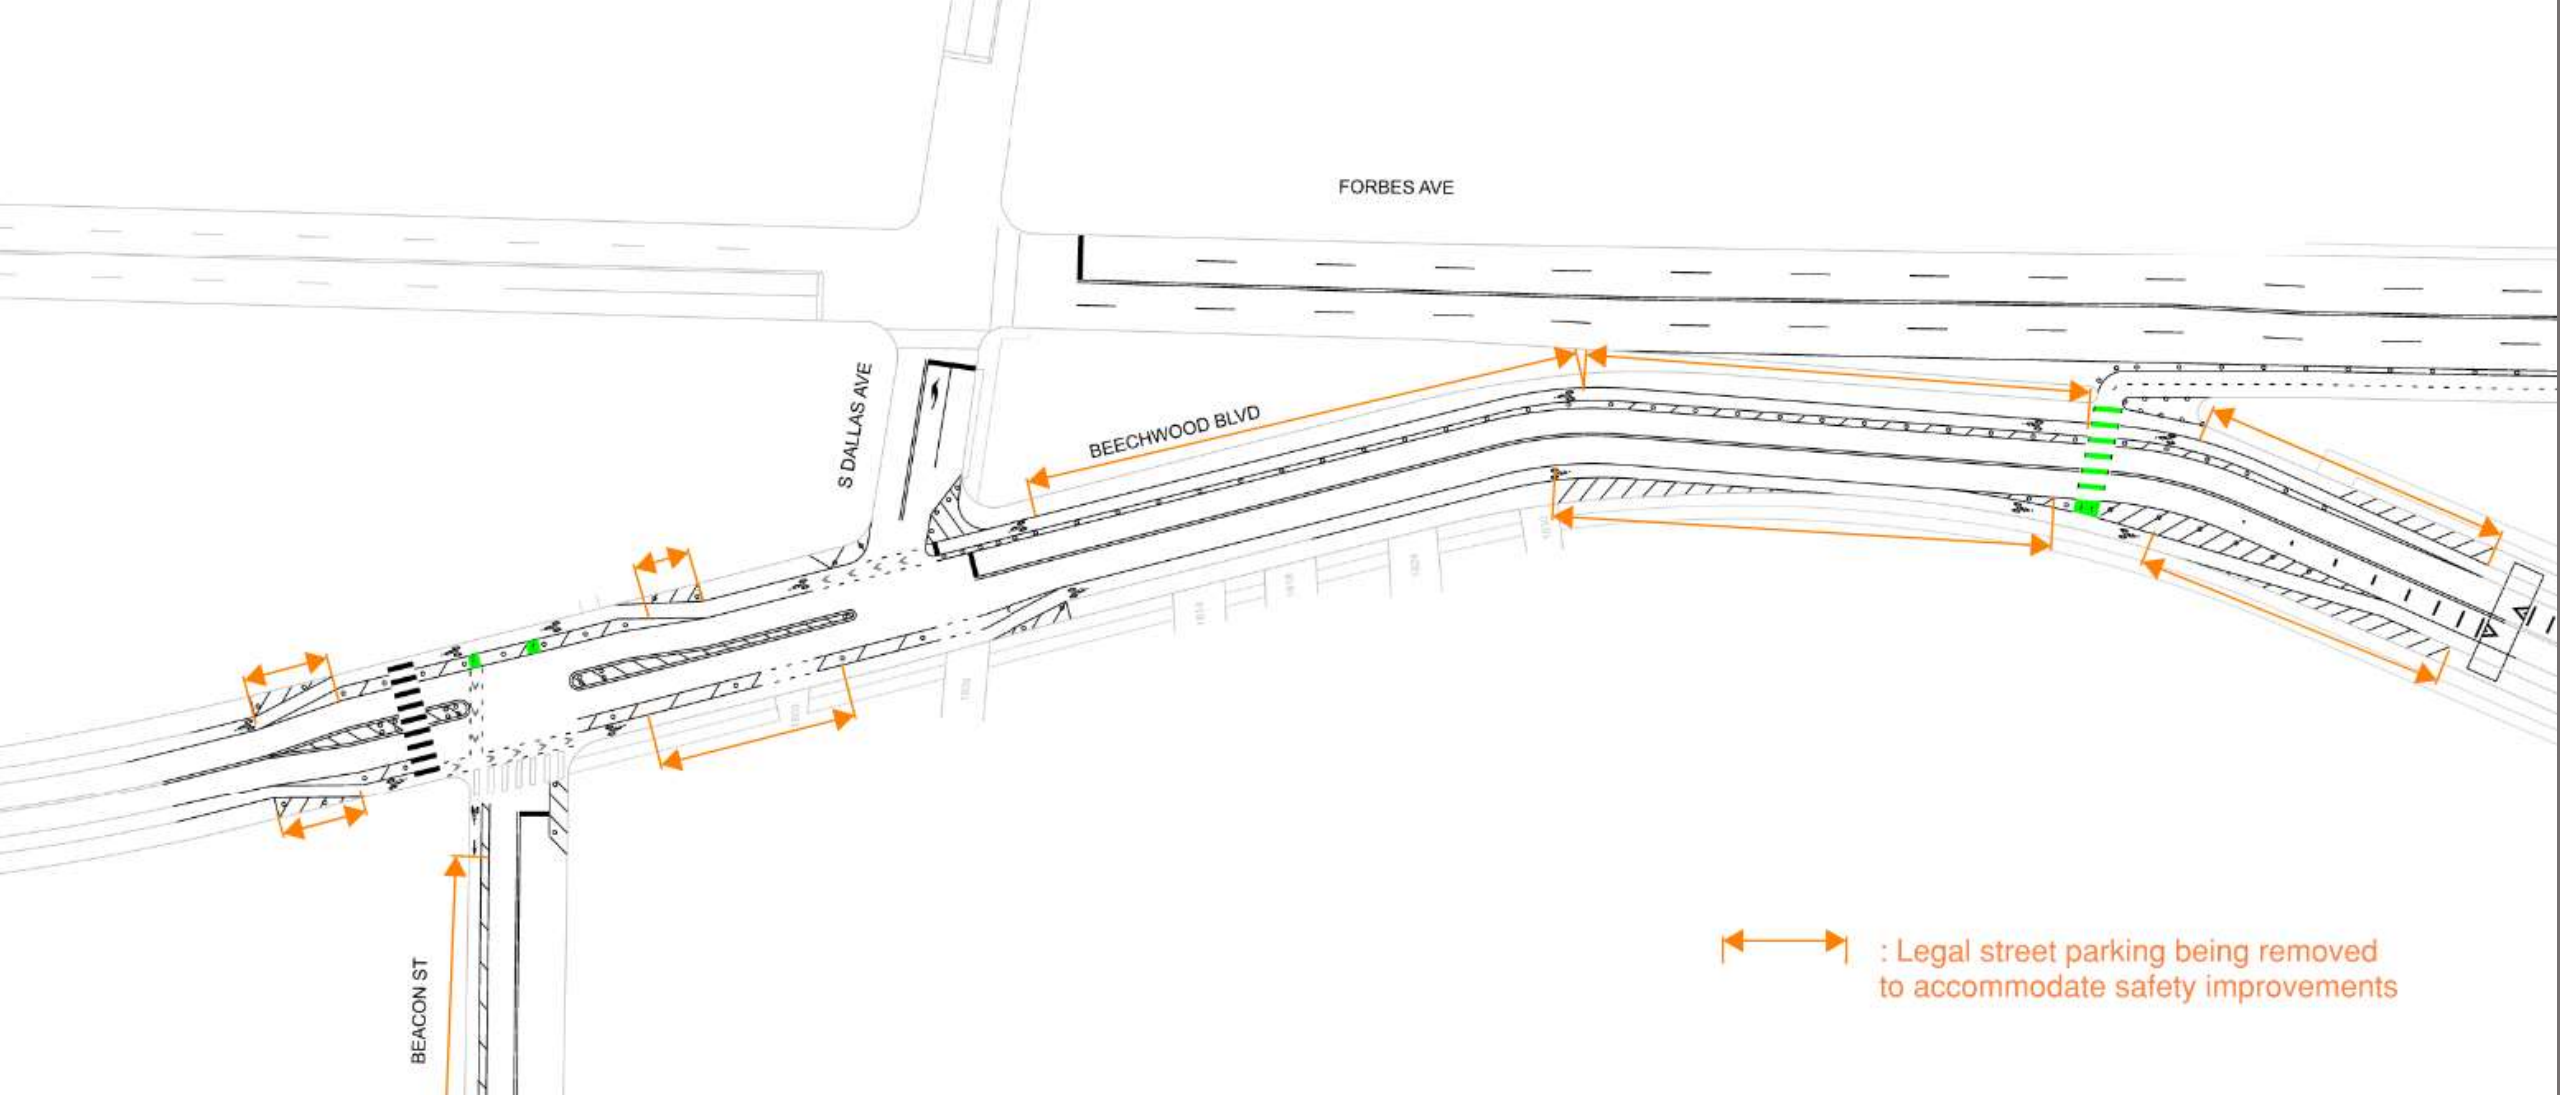 FORBES AVE
S DALLAS AVE
BEECHWOOD BLVD
BEACON ST
: Legal street parking being removed
to accommodate safety improvements